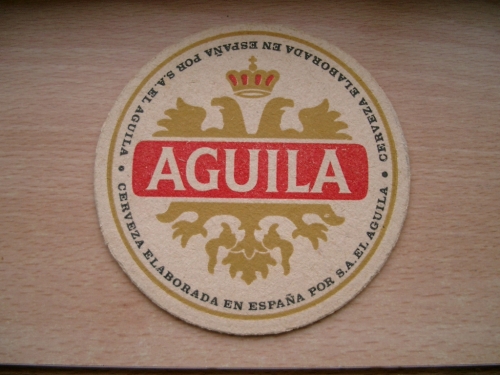 CERVEZA ELABORADA EN ESPAÑA POR S.A. EL AGUILA
AGUILA
CERVEZA ELABORADA EN ESPAÑA POR S.A. EL AGUILA